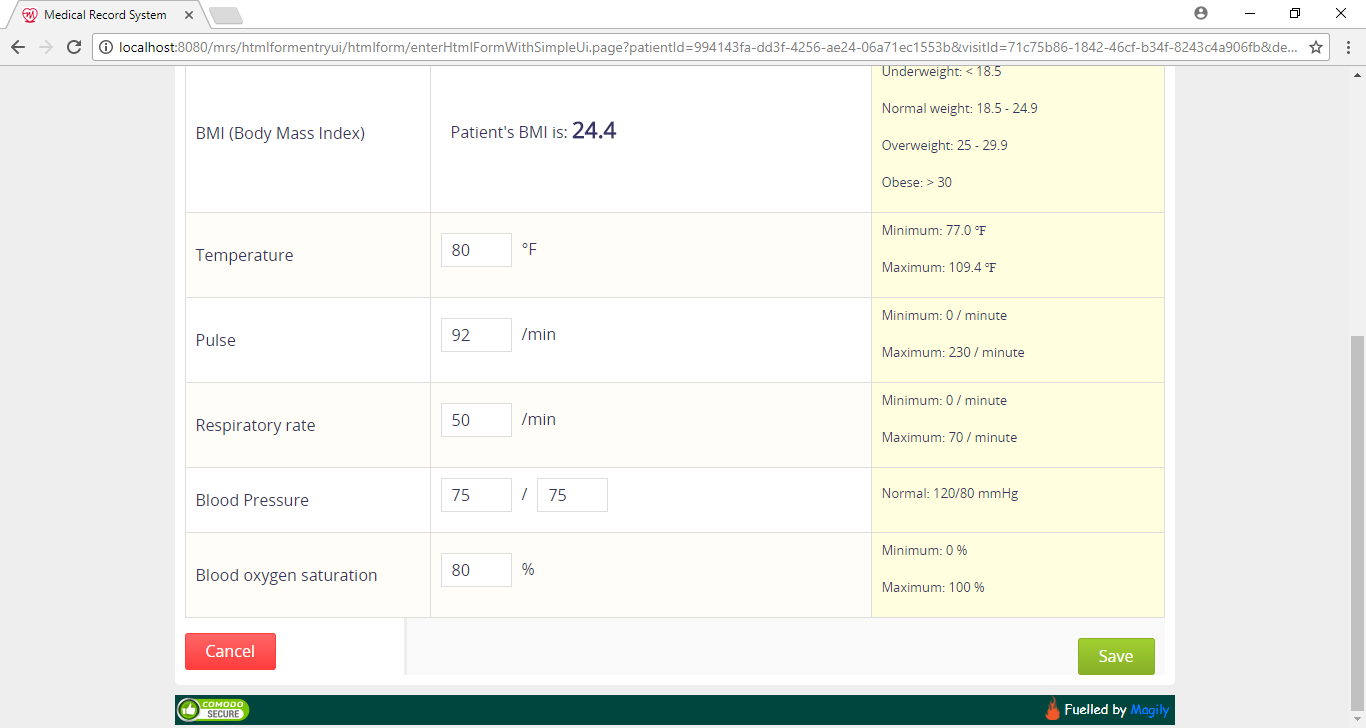 Medical Record System
localhost:8080/mrs/htmlformentryui/htmlform/enterHtmlFormWithSimpleUi.page?patientId=994143fa-dd3f-4256-ae24-06a71ec1553b&visitId=71c75b86-1842-46cf-b34f-8243c4a906fb&de...
Underweight: < 18.5
Normal weight: 18.5 - 24.9
BMI (Body Mass Index)
Patient's BMI is: 24.4
Overweight: 25 - 29.9
Obese: > 30
Temperature
80 °F
Minimum: 77.0 °F
Maximum: 109.4 °F
Pulse
92 /min
Minimum: 0 / minute
Maximum: 230 / minute
Respiratory rate
50 /min
Minimum: 0 / minute
Maximum: 70 / minute
Blood Pressure
75 / 75
Normal: 120/80 mmHg
Blood oxygen saturation
80 %
Minimum: 0 %
Maximum: 100 %
Cancel
Save
COMODO
SECURE
Fuelled by Magily